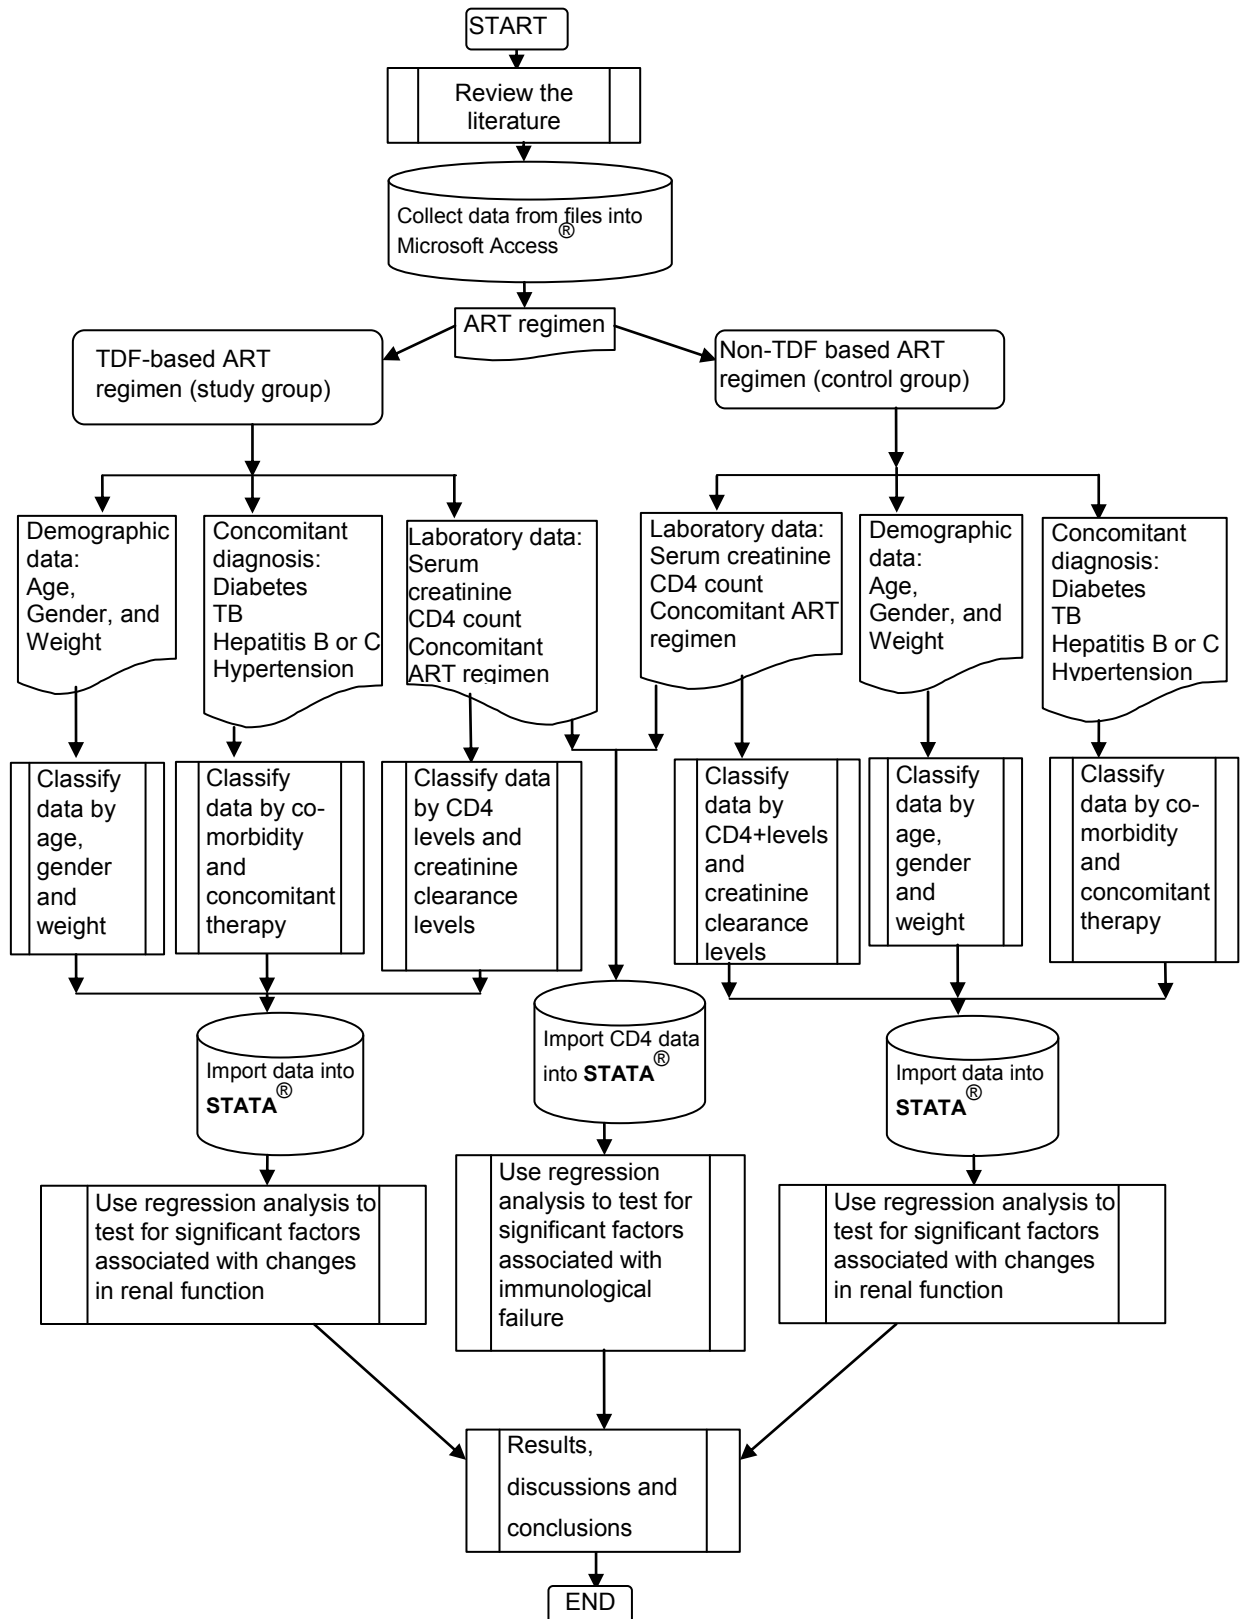 START
Review the
literature
Collect data from files into
Microsoft Access®
ART regimen
TDF-based ART
regimen (study group)
Non-TDF based ART
regimen (control group)
Demographic
data:
Age,
Gender, and
Weight
Concomitant
diagnosis:
Diabetes
TB
Hepatitis B or C
Hypertension
Laboratory data:
Serum
creatinine
CD4 count
Concomitant
ART regimen
Laboratory data:
Serum creatinine
CD4 count
Concomitant ART
regimen
Demographic
data:
Age,
Gender, and
Weight
Concomitant
diagnosis:
Diabetes
TB
Hepatitis B or C
Hypertension
Classify
data by
age,
gender
and
weight
Classify
data by co-
morbidity
and
concomitant
therapy
Classify data
by CD4
levels and
creatinine
clearance
levels
Classify
data by
CD4+levels
and
creatinine
clearance
levels
Classify
data by
age,
gender
and
weight
Classify
data by co-
morbidity
and
concomitant
therapy
Import data into
STATA®
Import CD4 data
into STATA®
Import data into
STATA®
Use regression analysis to
test for significant factors
associated with changes
in renal function
Use regression
analysis to test for
significant factors
associated with
immunological
failure
Use regression analysis to
test for significant factors
associated with changes
in renal function
Results,
discussions and
conclusions
END